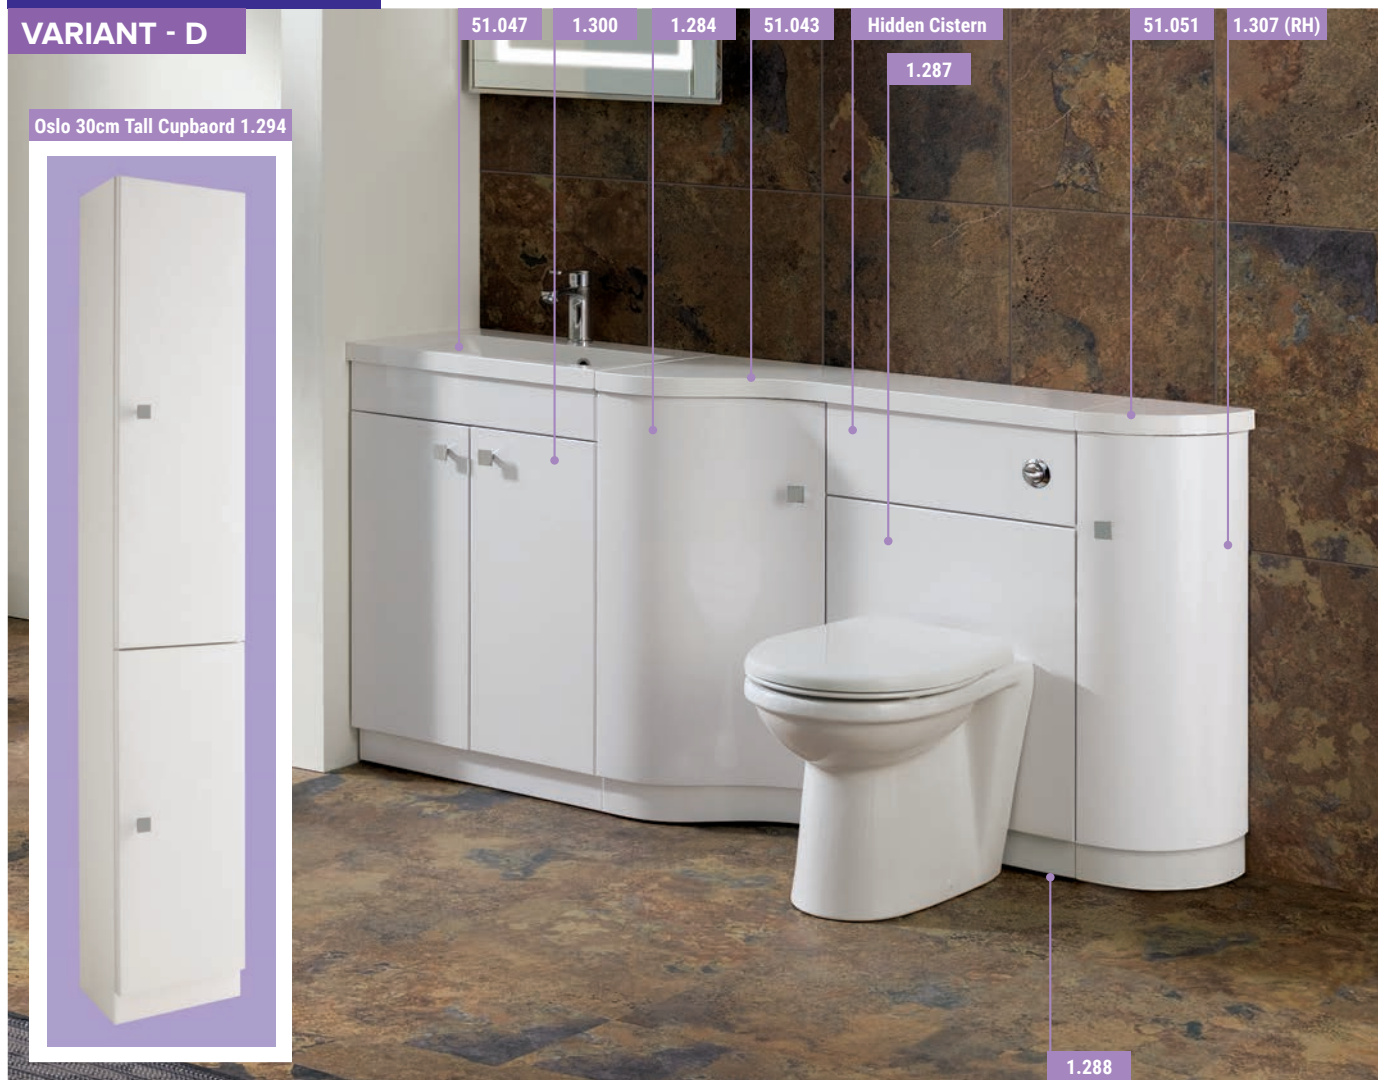 VARIANT - D
51.047
1.300
1.284
51.043
Hidden Cistern
51.051
1.307 (RH)
1.287
Oslo 30cm Tall Cupbaord 1.294
1.288